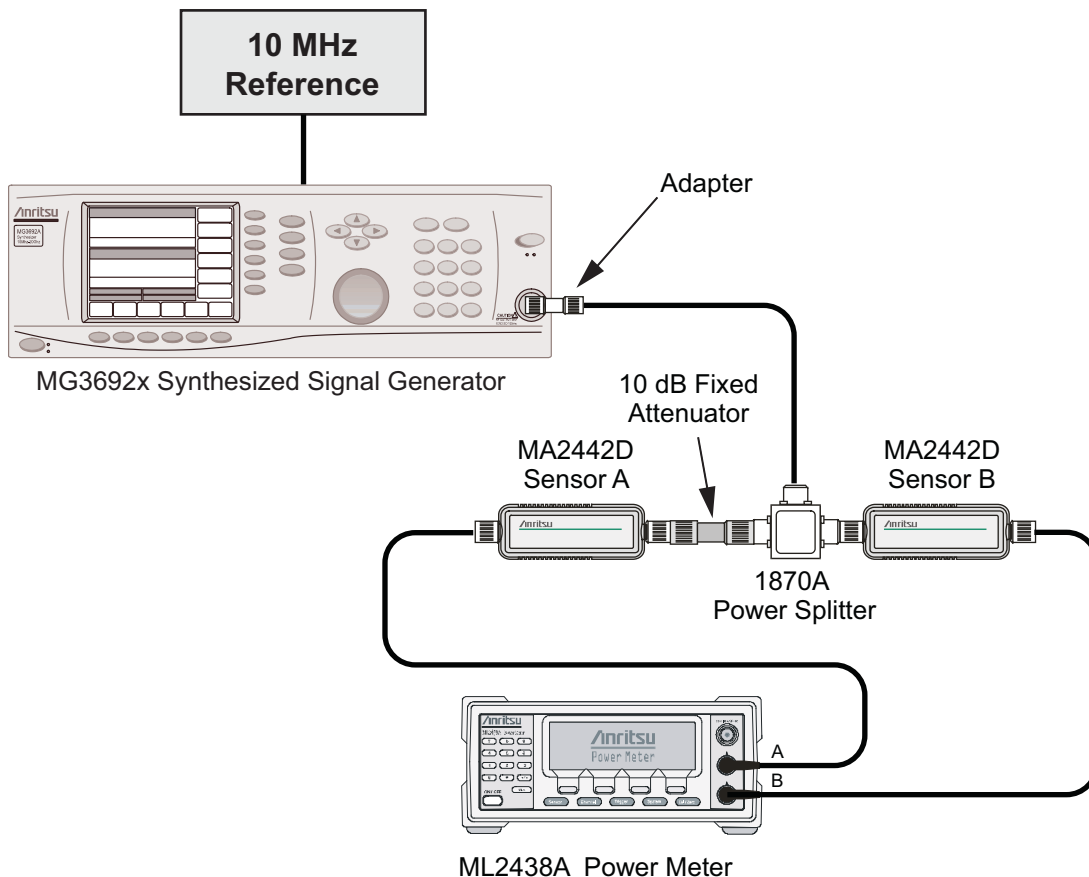 10 MHz
Reference
Adapter
Anritsu
MG3692A
MG3692x Synthesized Signal Generator
10 dB Fixed
Attenuator
MA2442D
Sensor A
MA2442D
Sensor B
Anritsu
Anritsu
1870A
Power Splitter
Anritsu
Anritsu
Power Meter
A
B
ML2438A Power Meter